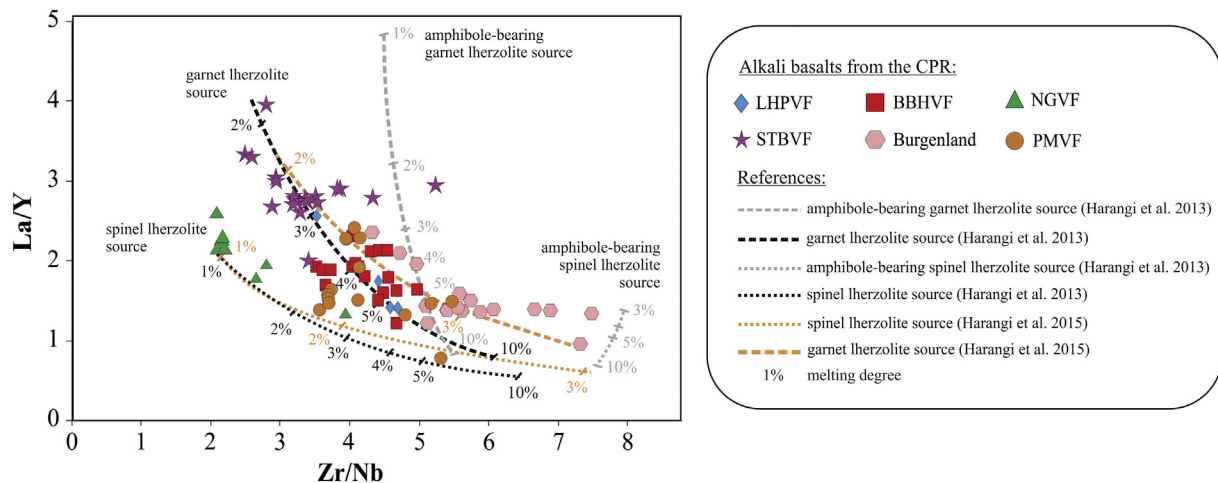 5
4
3
2
1
0
La/Y
0
1
2
3
4
5
6
7
8
Zr/Nb
garnet lherzolite
source
amphibole-bearing
garnet lherzolite source
spinel lherzolite
source
amphibole-bearing
spinel lherzolite
source
1%
2%
3%
4%
5%
10%
2%
3%
4%
5%
10%
2%
3%
1%
2%
3%
1%
2%
3%
4%
5%
10%
3%
5%
10%
Alkali basalts from the CPR:
LHPVF
BBHVF
NGVF
STBVF
Burgenland
PMVF
References:
amphibole-bearing garnet lherzolite source (Harangi et al. 2013)
garnet lherzolite source (Harangi et al. 2013)
amphibole-bearing spinel lherzolite source (Harangi et al. 2013)
spinel lherzolite source (Harangi et al. 2013)
spinel lherzolite source (Harangi et al. 2015)
garnet lherzolite source (Harangi et al. 2015)
1% melting degree